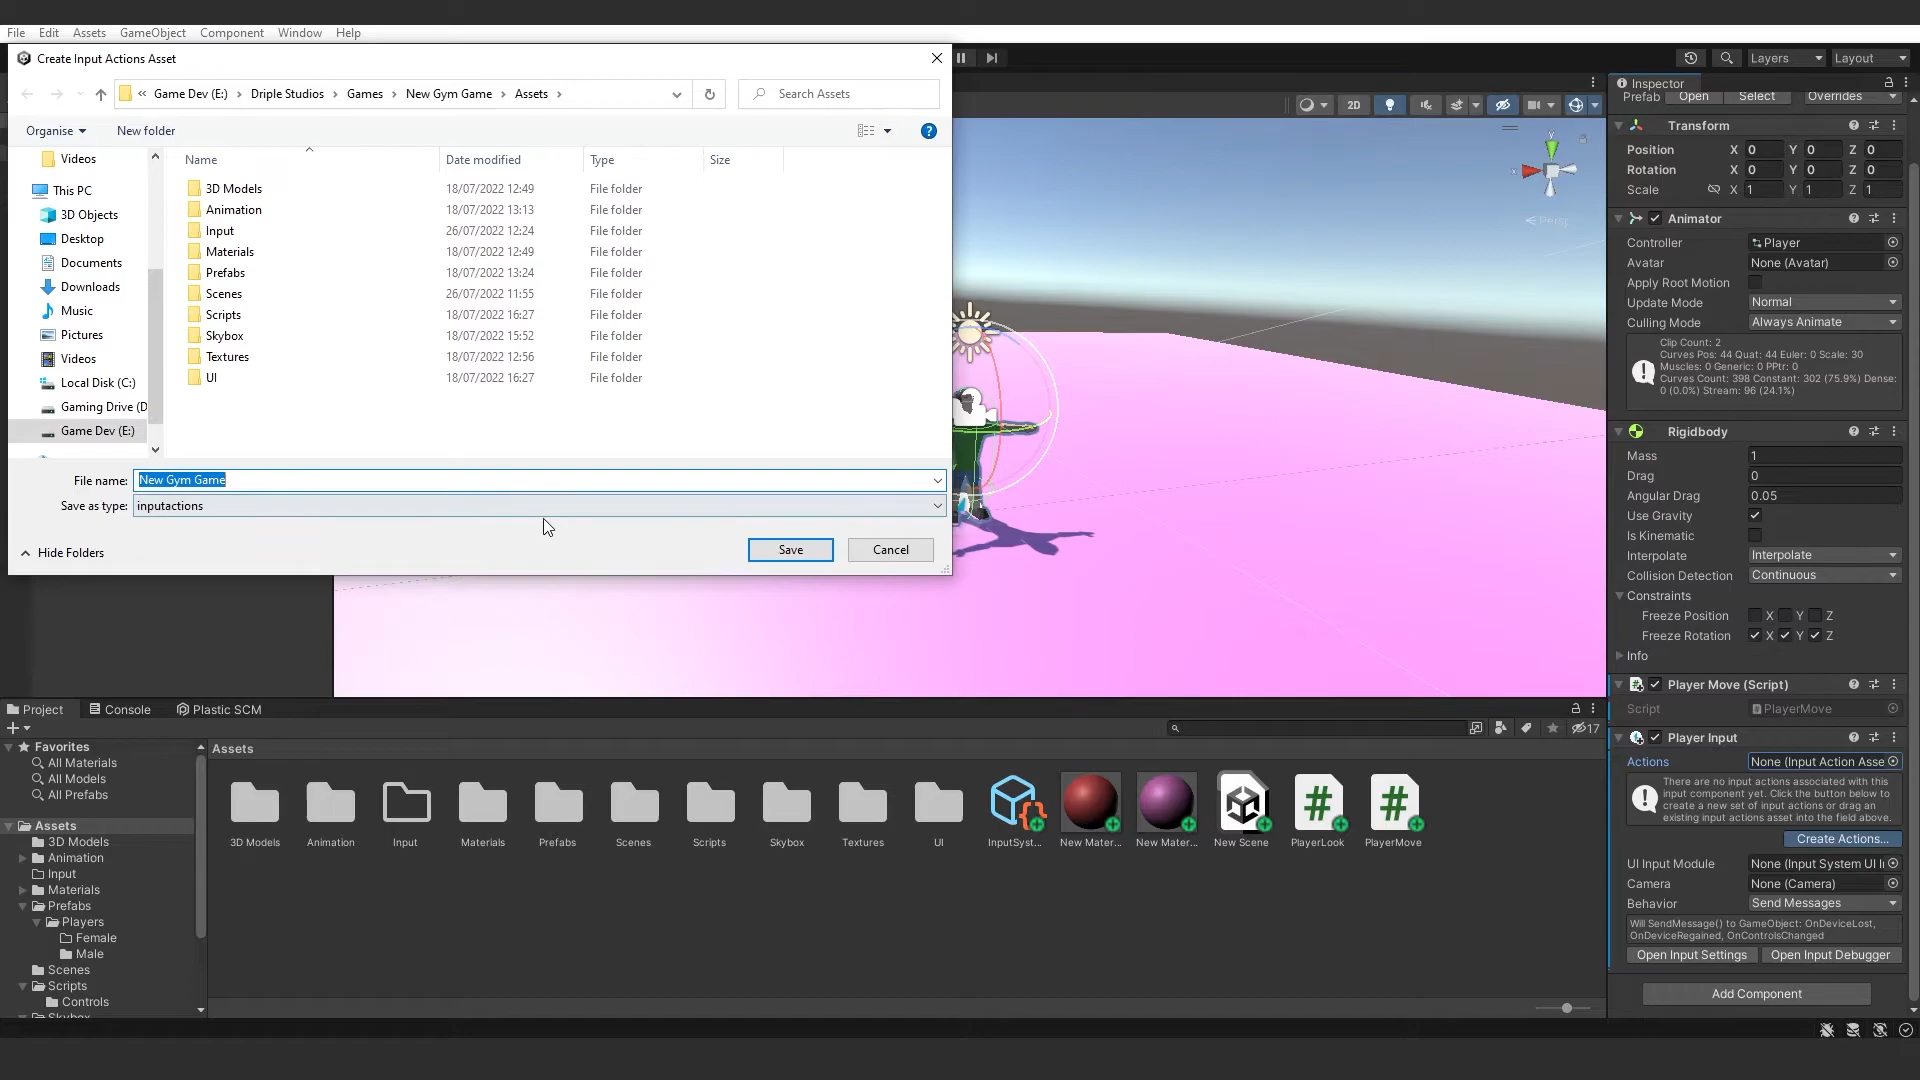 File Edit Assets GameObject Component Window Help
Create Input Actions Asset
« Game Dev (E:) › Driple Studios › Games › New Gym Game › Assets ›
Search Assets
Organise New folder
Videos
This PC
3D Objects
Desktop
Documents
Downloads
Music
Pictures
Videos
Local Disk (C:)
Gaming Drive (D
Game Dev (E:)
Name Date modified Type Size
3D Models 18/07/2022 12:49 File folder
Animation 18/07/2022 13:13 File folder
Input 26/07/2022 12:24 File folder
Materials 18/07/2022 12:49 File folder
Prefabs 18/07/2022 13:24 File folder
Scenes 26/07/2022 11:55 File folder
Scripts 18/07/2022 16:27 File folder
Skybox 18/07/2022 15:52 File folder
Textures 18/07/2022 12:56 File folder
UI 18/07/2022 16:27 File folder
File name: New Gym Game
Save as type: inputactions
Hide Folders
Save Cancel
Layers Layout
2D
y
x
< Persp
Inspector
Prefab Open Select Overrides
Transform
Position X 0 Y 0 Z 0
Rotation X 0 Y 0 Z 0
Scale X 1 Y 1 Z 1
Animator
Controller Player
Avatar None (Avatar)
Apply Root Motion
Update Mode Normal
Culling Mode Always Animate
Clip Count: 2
Curves Pos: 44 Quat: 44 Euler: 0 Scale: 30
Muscles: 0 Generic: 0 PPtr: 0
Curves Count: 398 Constant: 302 (75.9%) Dense:
0 (0.0%) Stream: 96 (24.1%)
Rigidbody
Mass 1
Drag 0
Angular Drag 0.05
Use Gravity
Is Kinematic
Interpolate Interpolate
Collision Detection Continuous
Constraints
Freeze Position X Y Z
Freeze Rotation X Y Z
Info
Player Move (Script)
Script PlayerMove
Player Input
Actions None (Input Action Asse
There are no input actions associated with this
input component yet. Click the button below to
create a new set of input actions or drag an
existing input actions asset into the field above.
Create Actions...
UI Input Module None (Input System UI I
Camera None (Camera)
Behavior Send Messages
Will SendMessage() to GameObject: OnDeviceLost,
OnDeviceRegained, OnControlsChanged
Open Input Settings Open Input Debugger
Add Component
Project Console Plastic SCM
17
Favorites
All Materials
All Models
All Prefabs
Assets
3D Models
Animation
Input
Materials
Prefabs
Players
Female
Male
Scenes
Scripts
Controls
Skybox
Assets
3D Models Animation Input Materials Prefabs Scenes Scripts Skybox Textures UI InputSyst... New Mater... New Mater... New Scene PlayerLook PlayerMove